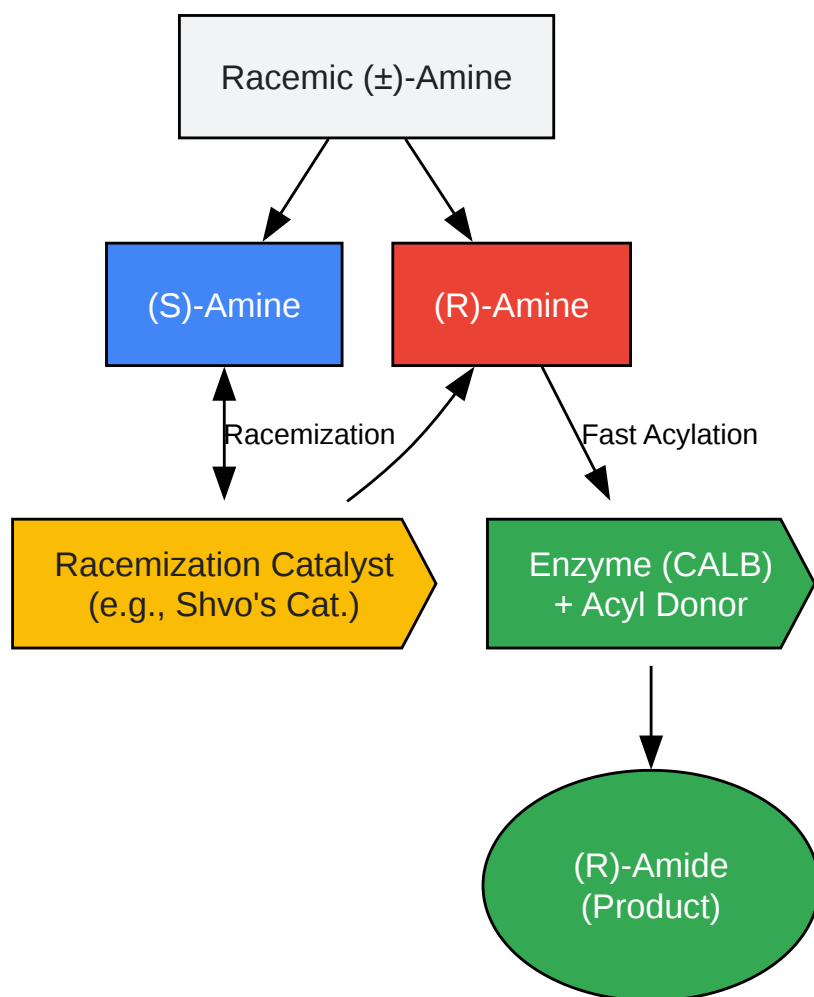 Racemic (±)-Amine
(S)-Amine
(R)-Amine
Racemization
Fast Acylation
Racemization Catalyst
(e.g., Shvo's Cat.)
Enzyme (CALB)
+ Acyl Donor
(R)-Amide
(Product)